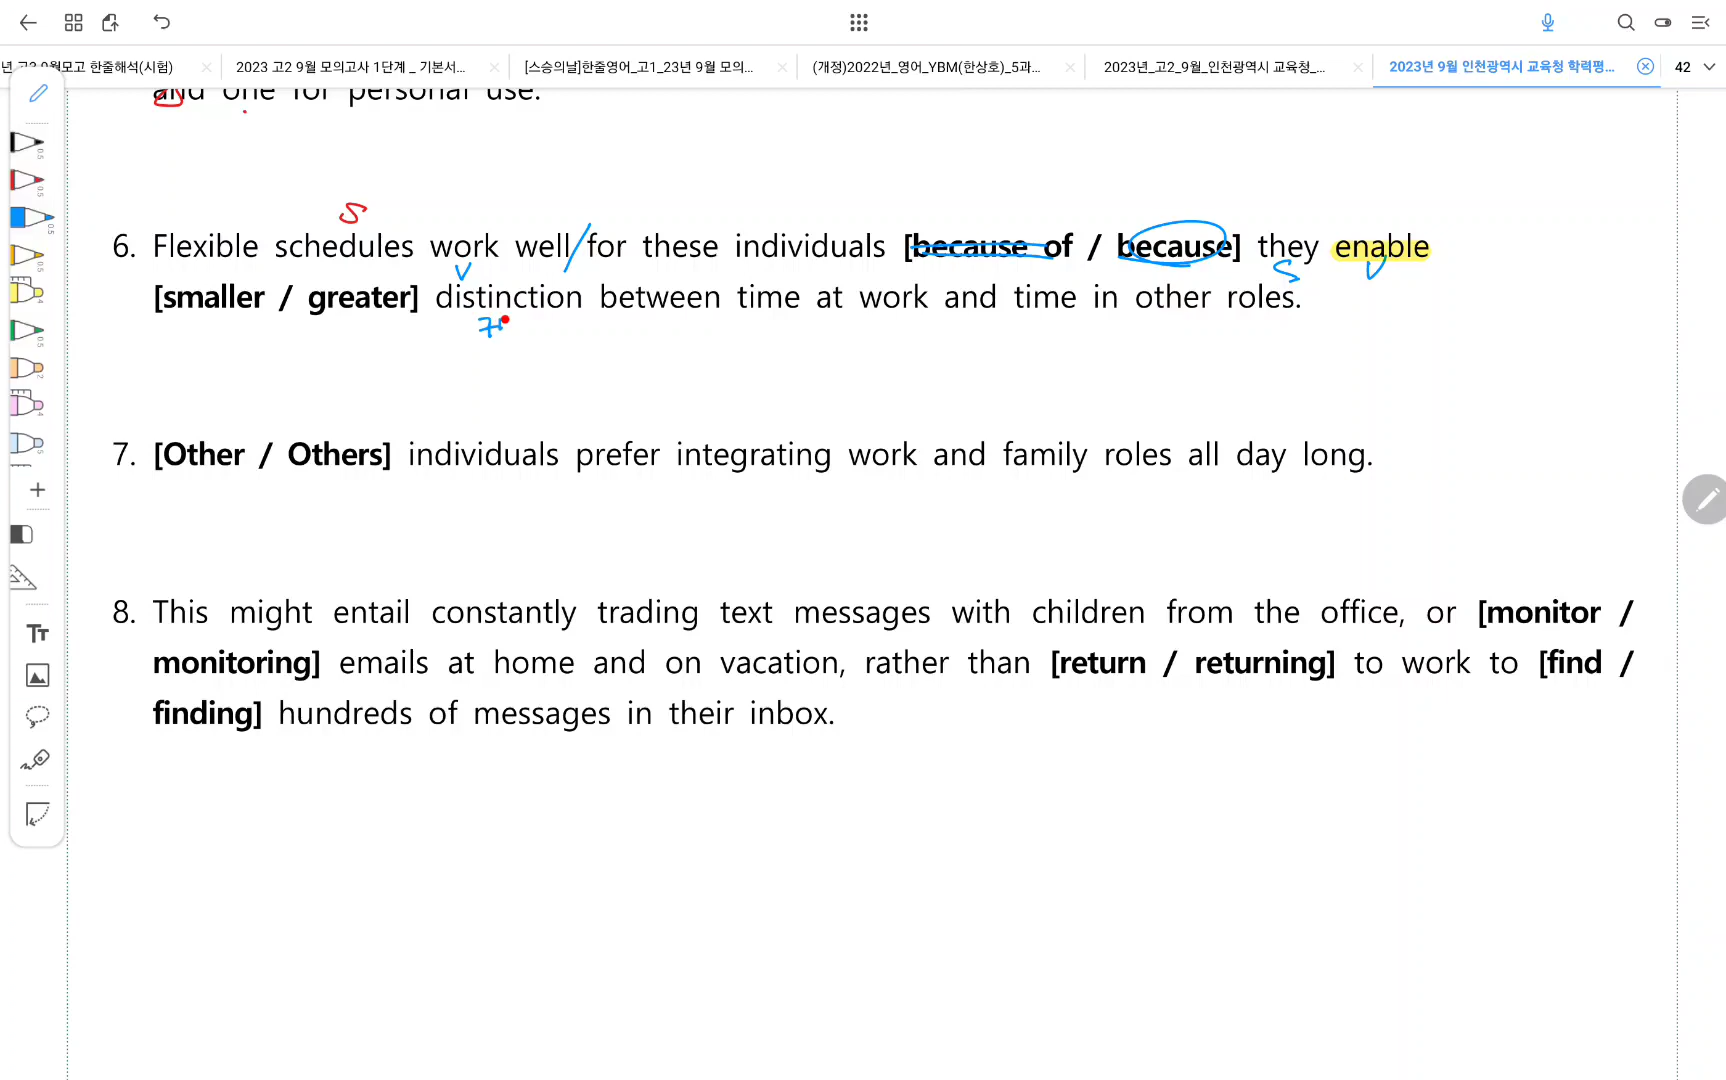 년 고3 9월모고 한줄해석(시험)
2023 고2 9월 모의고사 1단계 _ 기본서...
[스승의날]한줄영어_고1_23년 9월 모의...
(개정)2022년_영어_YBM(한상호)_5과...
2023년_고2_9월_인천광역시 교육청_...
2023년 9월 인천광역시 교육청 학력평...
42
and one for personal use.
S
6. Flexible schedules work well/for these individuals [because of / because] they enable
V S V
[smaller / greater] distinction between time at work and time in other roles.
7. [Other / Others] individuals prefer integrating work and family roles all day long.
8. This might entail constantly trading text messages with children from the office, or [monitor /
monitoring] emails at home and on vacation, rather than [return / returning] to work to [find /
finding] hundreds of messages in their inbox.
Tт